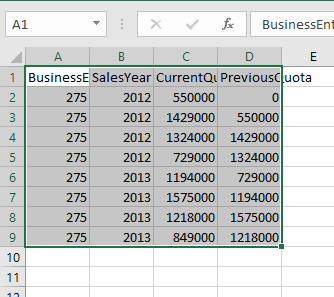 A1 fx BusinessEnt
A B C D E
1 BusinessE SalesYear CurrentQu PreviousQuota
2 275 2012 550000 0
3 275 2012 1429000 550000
4 275 2012 1324000 1429000
5 275 2012 729000 1324000
6 275 2013 1194000 729000
7 275 2013 1575000 1194000
8 275 2013 1218000 1575000
9 275 2013 849000 1218000
10
11
12